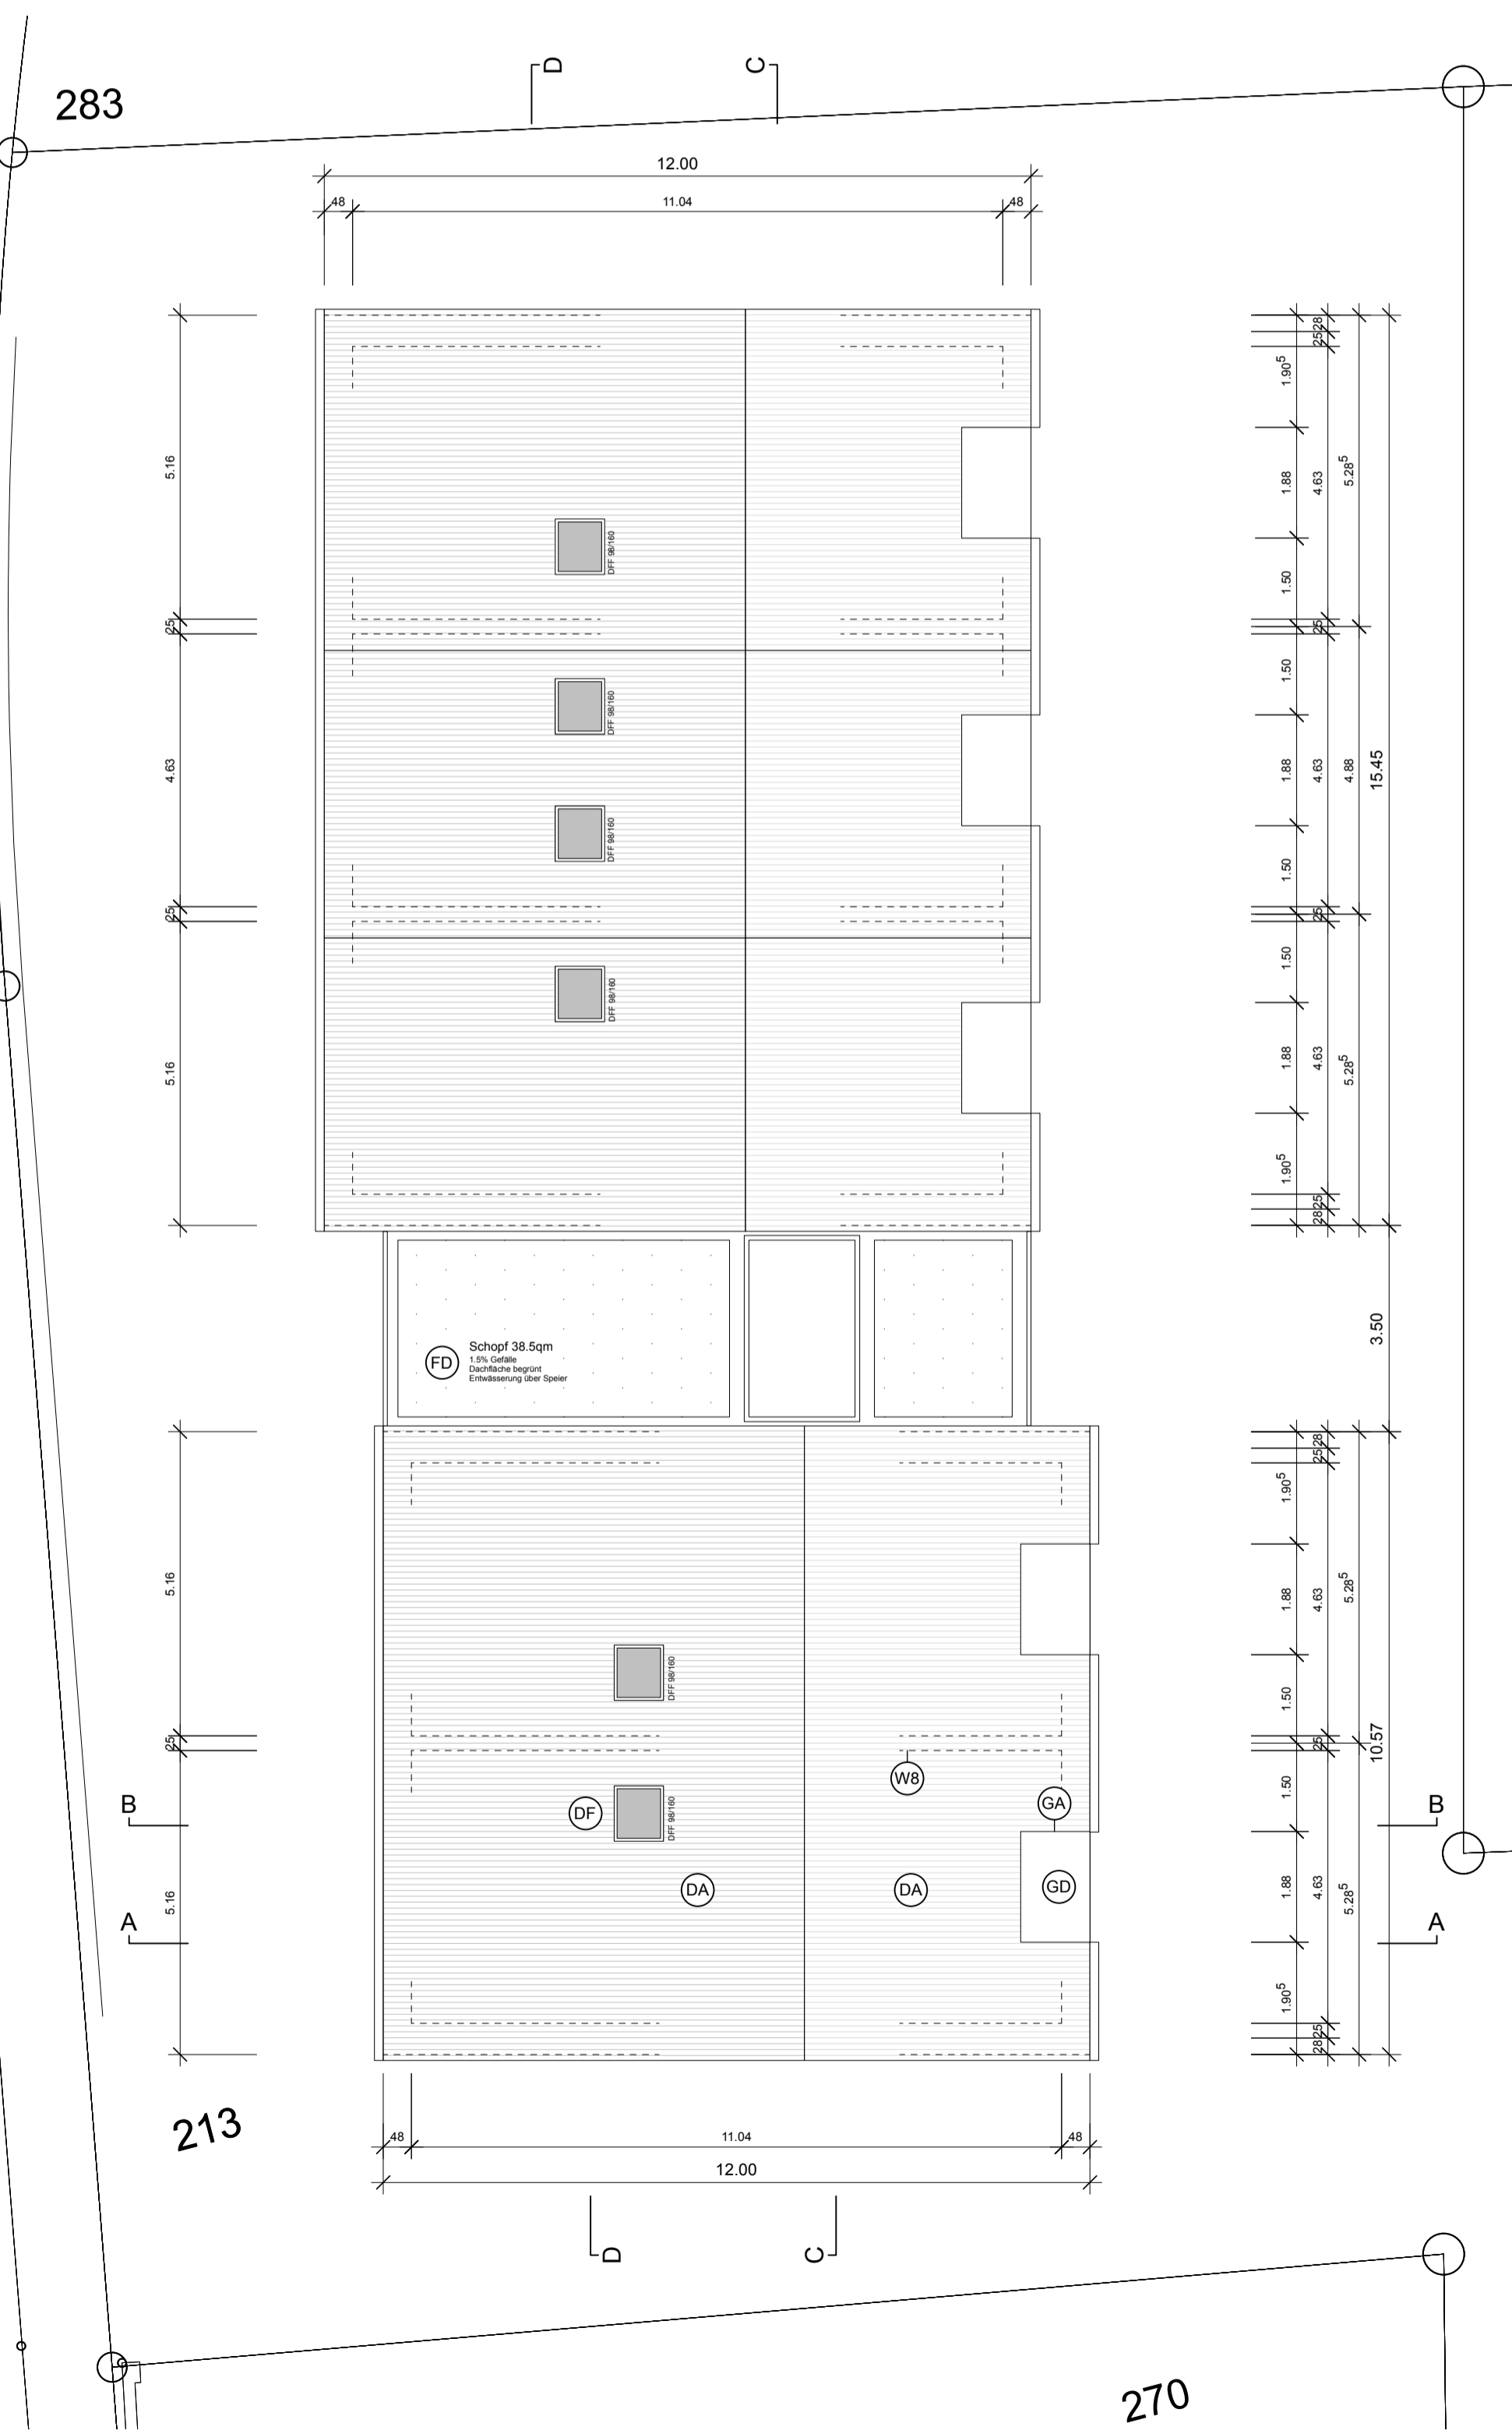 283
D
C
12.00
48
11.04
48
5.16
25
4.63
25
5.16
DFF 98/160
DFF 98/160
DFF 98/160
DFF 98/160
1.90⁵
1.88
1.50
1.50
1.88
1.50
1.50
1.88
1.90⁵
28
25
4.63
25
4.63
25
4.63
25
28
5.28⁵
4.88
5.28⁵
15.45
3.50
FD
Schopf 38.5qm
1.5% Gefälle
Dachfläche begrünt
Entwässerung über Speier
5.16
25
5.16
DFF 98/160
DFF 98/160
W8
GA
DF
DA
DA
GD
1.90⁵
1.88
1.50
1.50
1.88
1.90⁵
28
25
4.63
25
4.63
25
28
5.28⁵
5.28⁵
10.57
B
B
A
A
213
48
11.04
48
12.00
D
C
270